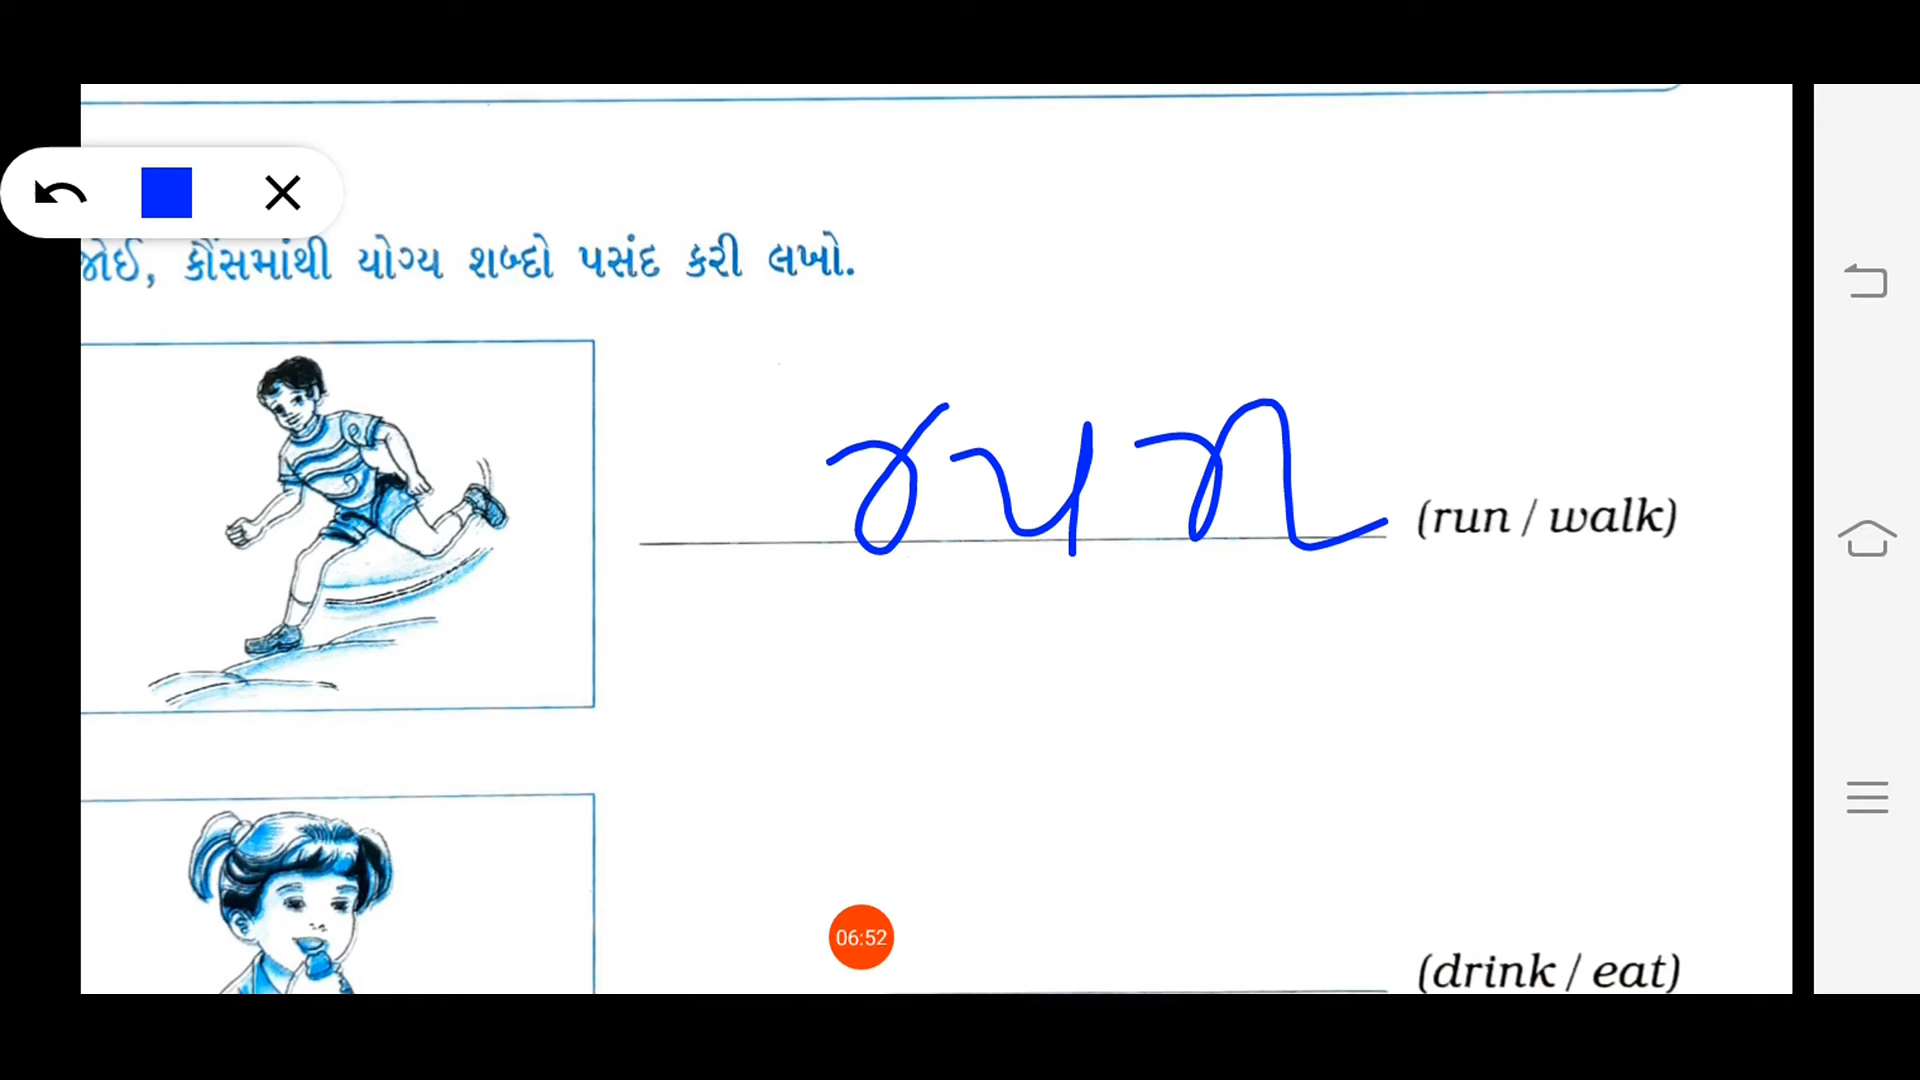 જોઈ, કૌંસમાંથી યોગ્ય શબ્દો પસંદ કરી લખો.
run
(run / walk)
06:52
(drink / eat)